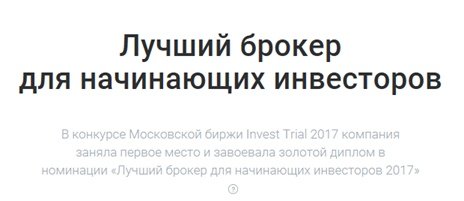 Лучший брокер
для начинающих инвесторов
В конкурсе Московской биржи Invest Trial 2017 компания
заняла первое место и завоевала золотой диплом в
номинации «Лучший брокер для начинающих инвесторов 2017»
?